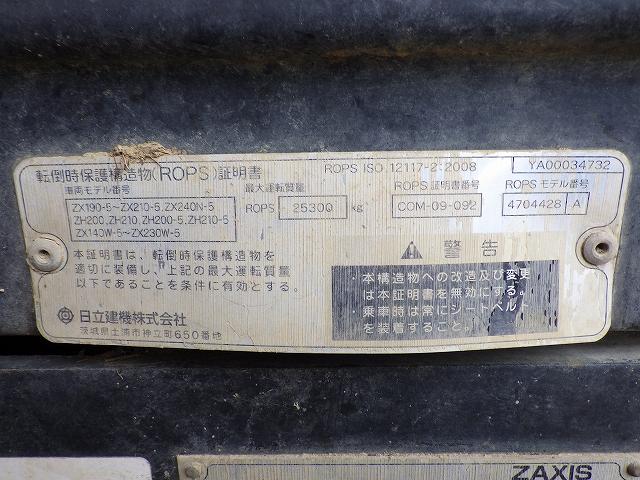 転倒時保護構造物(ROPS)証明書
ROPS ISO 12117-2:2008
YA00034732
車両モデル番号
ZX190-5~ZX210-5,ZX240N-5
ZH200,ZH210,ZH200-5,ZH210-5
ZX140W-5~ZX230W-5
最大運転質量
ROPS 25300 kg
ROPS 証明書番号
COM-09-092
ROPS モデル番号
4704428 A
本証明書は、転倒時保護構造物を
適切に装備し、上記の最大運転質量
以下であることを条件に有効とする。
日立建機株式会社
茨城県土浦市神立町650番地
警告
・本構造物への改造及び変更
は本証明書を無効にする。
・乗車時は常にシートベルト
を装着すること。
ZAXIS